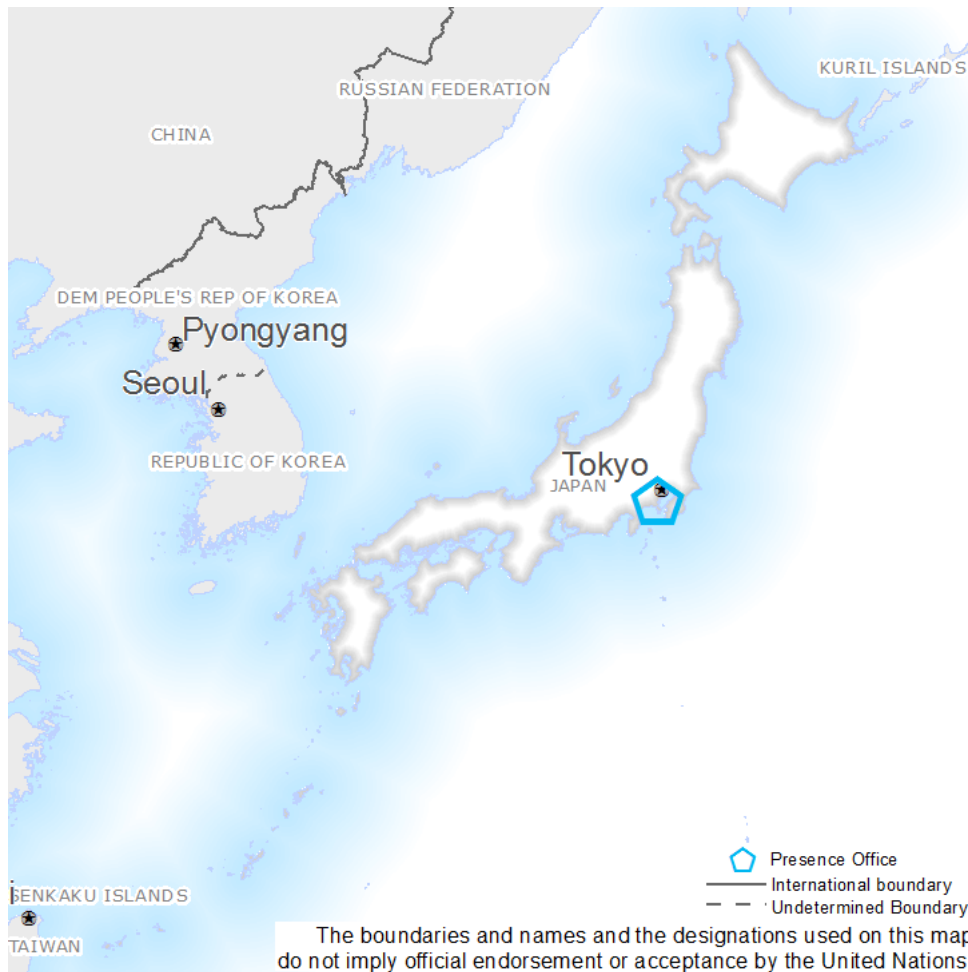 KURIL ISLANDS
RUSSIAN FEDERATION
CHINA
DEM PEOPLE'S REP OF KOREA
Pyongyang
Seoul
REPUBLIC OF KOREA
Tokyo
JAPAN
Presence Office
International boundary
i
SENKAKU ISLANDS
Undetermined Boundary
TAIWAN
The boundaries and names and the designations used on this map
do not imply official endorsement or acceptance by the United Nations